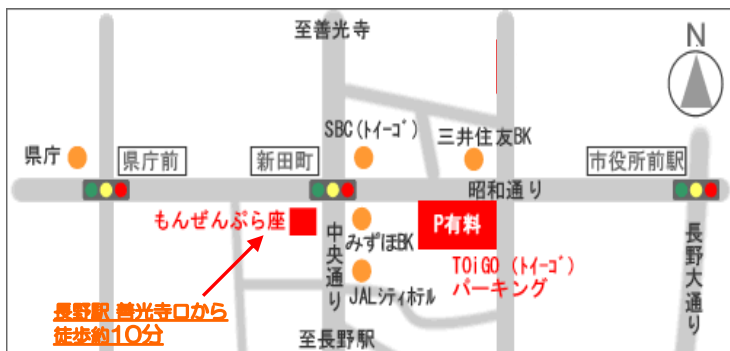 至善光寺
N
SBC(ﾄｲｰｺﾞ)
三井住友BK
県庁
県庁前
新田町
市役所前駅
昭和通り
もんぜんぷら座
中央通り
みずほBK
P有料
TOiGO (ﾄｲｰｺﾞ)
パーキング
長野大通り
JALｼﾃｨﾎﾃﾙ
長野駅 善光寺口から
徒歩約10分
至長野駅